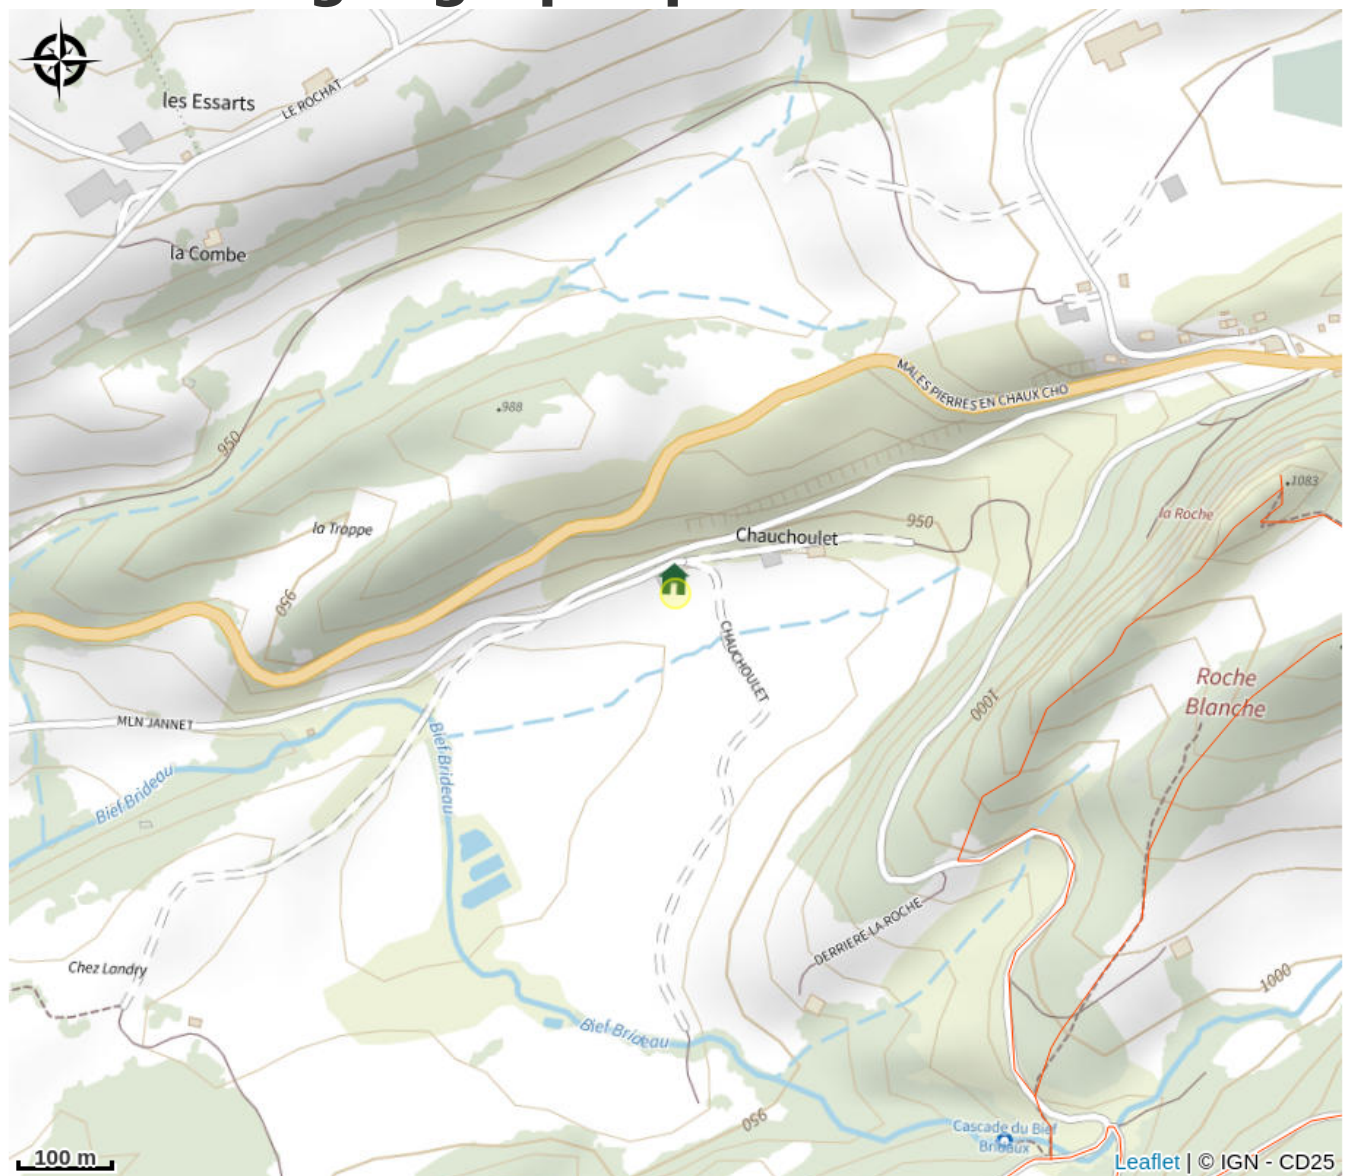 les Essarts
LE ROCHAT
la Combe
988
950
MALES PIERRES EN CHAUX CHO
1083
la Roche
la Trappe
950
Chauchoulet
950
CHAUCHOULET
Roche
Blanche
1000
MLN JANNET
Bief Brideau
Bief Brideau
DERRIERE LA ROCHE
Chez Landry
1000
Bief Brideau
950
Cascade du Bief
Bridaux
100 m
Leaflet | © IGN - CD25